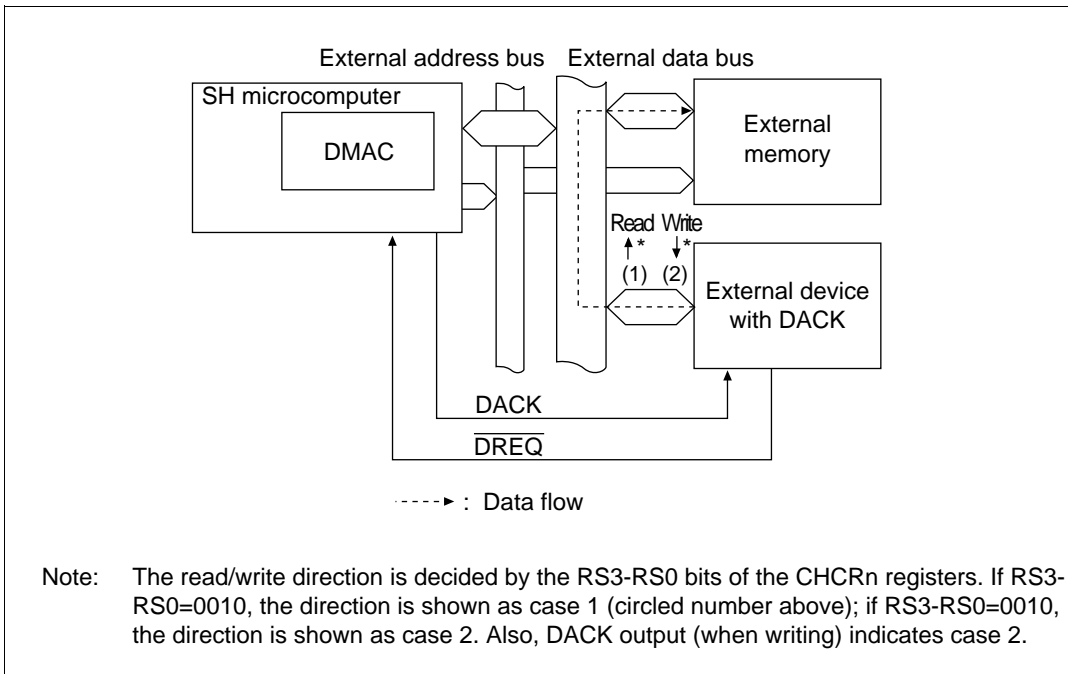 External address bus External data bus
SH microcomputer
DMAC
External
memory
Read Write
* *
(1) (2)
External device
with DACK
DACK
DREQ
: Data flow
Note: The read/write direction is decided by the RS3-RS0 bits of the CHCRn registers. If RS3-
RS0=0010, the direction is shown as case 1 (circled number above); if RS3-RS0=0010,
the direction is shown as case 2. Also, DACK output (when writing) indicates case 2.